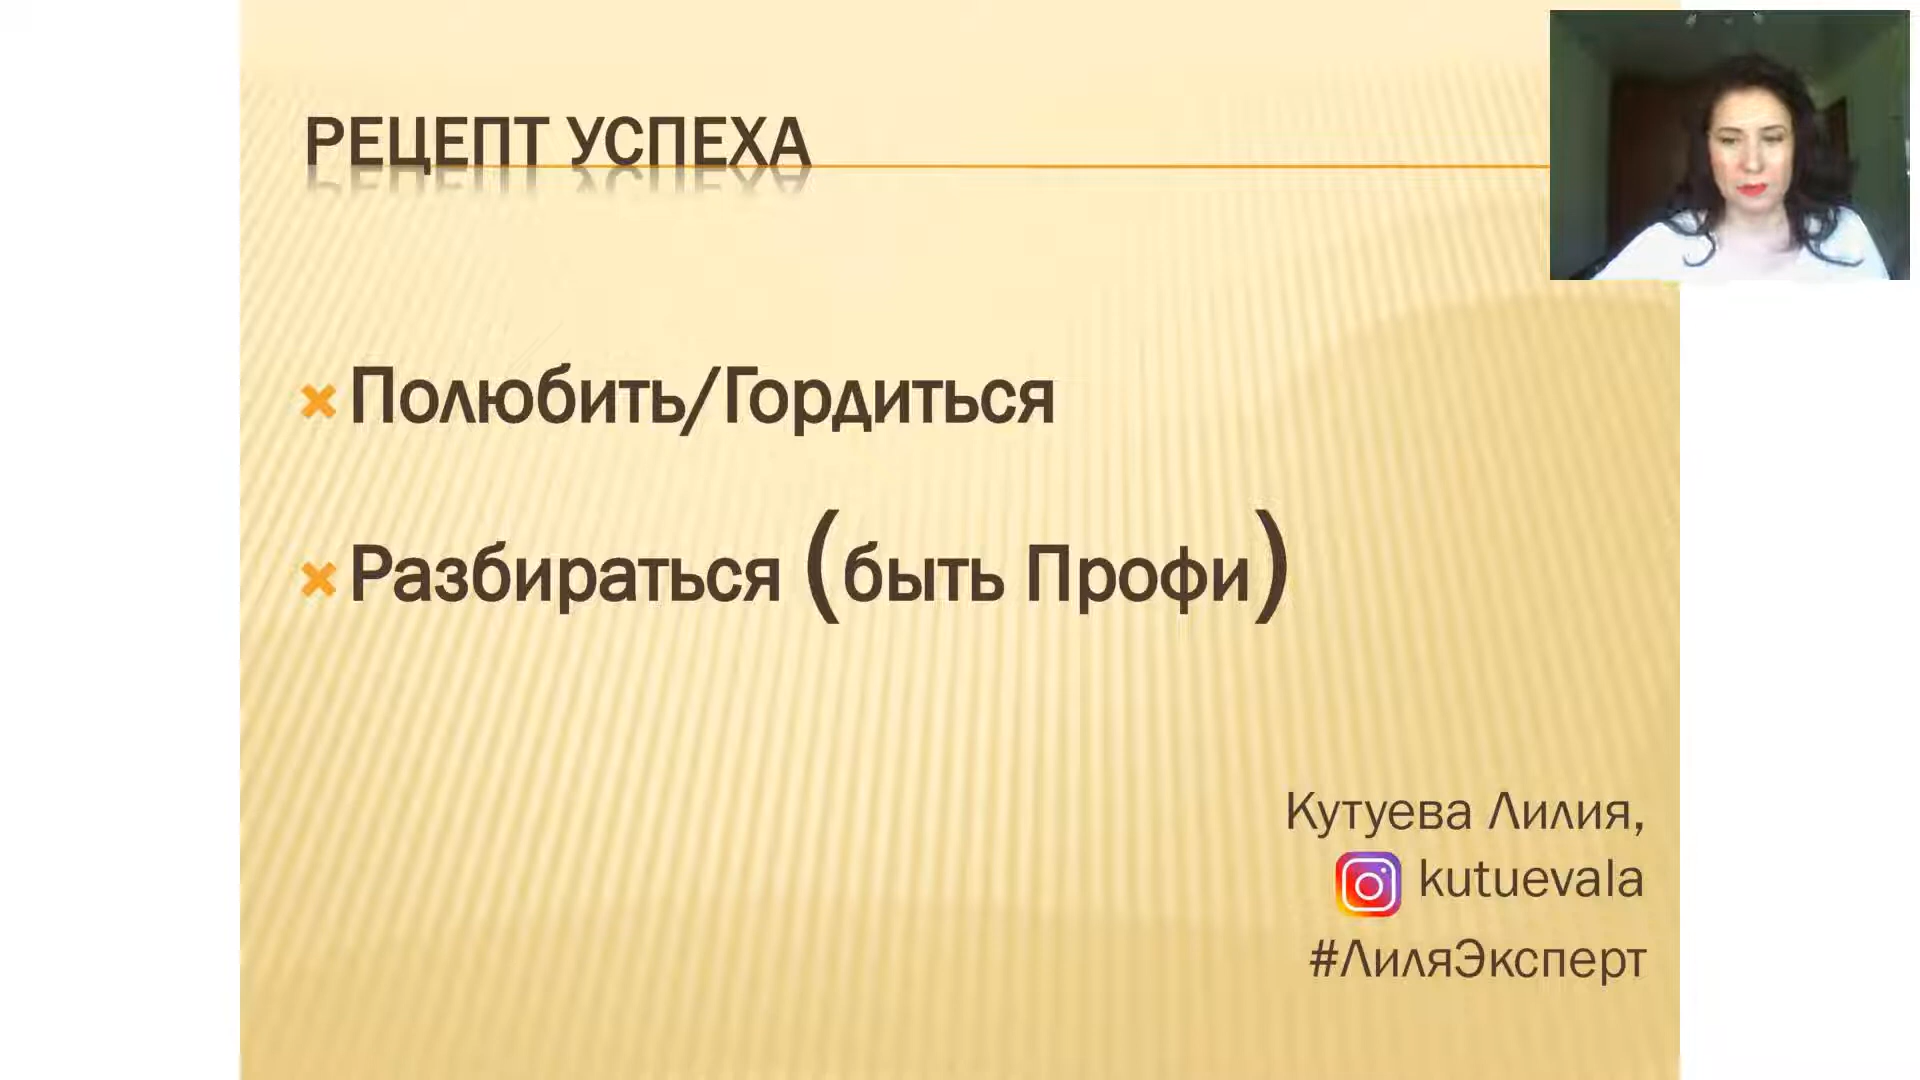 РЕЦЕПТ УСПЕХА
Полюбить/Гордиться
Разбираться (быть Профи)
Кутуева Лилия,
kutuevala
#ЛиляЭксперт